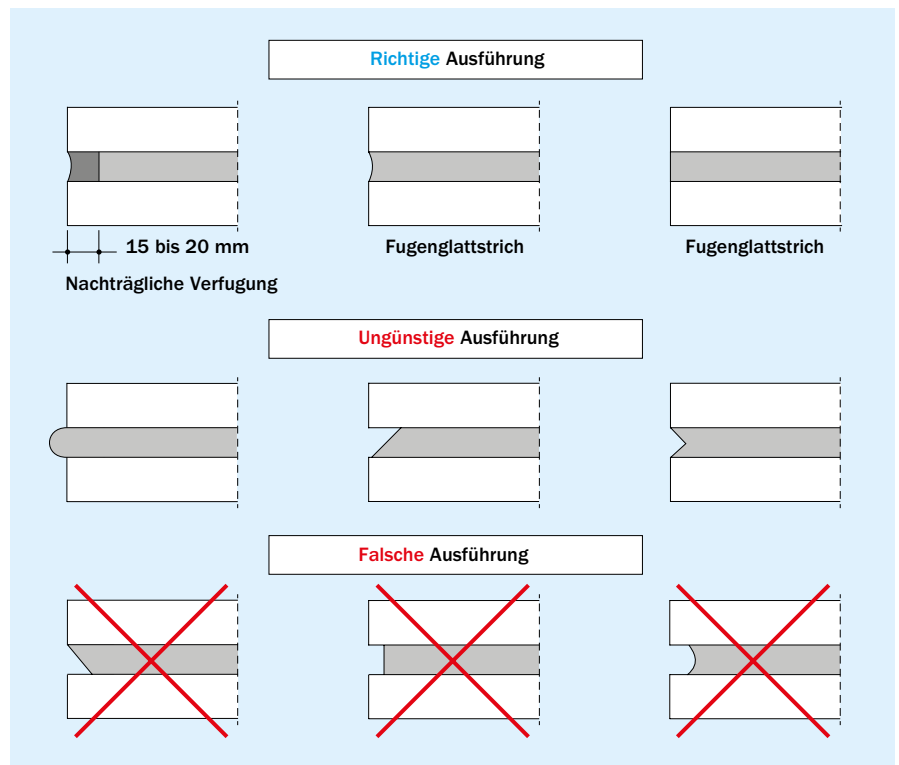 Richtige Ausführung
15 bis 20 mm
Nachträgliche Verfugung
Fugenglattstrich
Fugenglattstrich
Ungünstige Ausführung
Falsche Ausführung